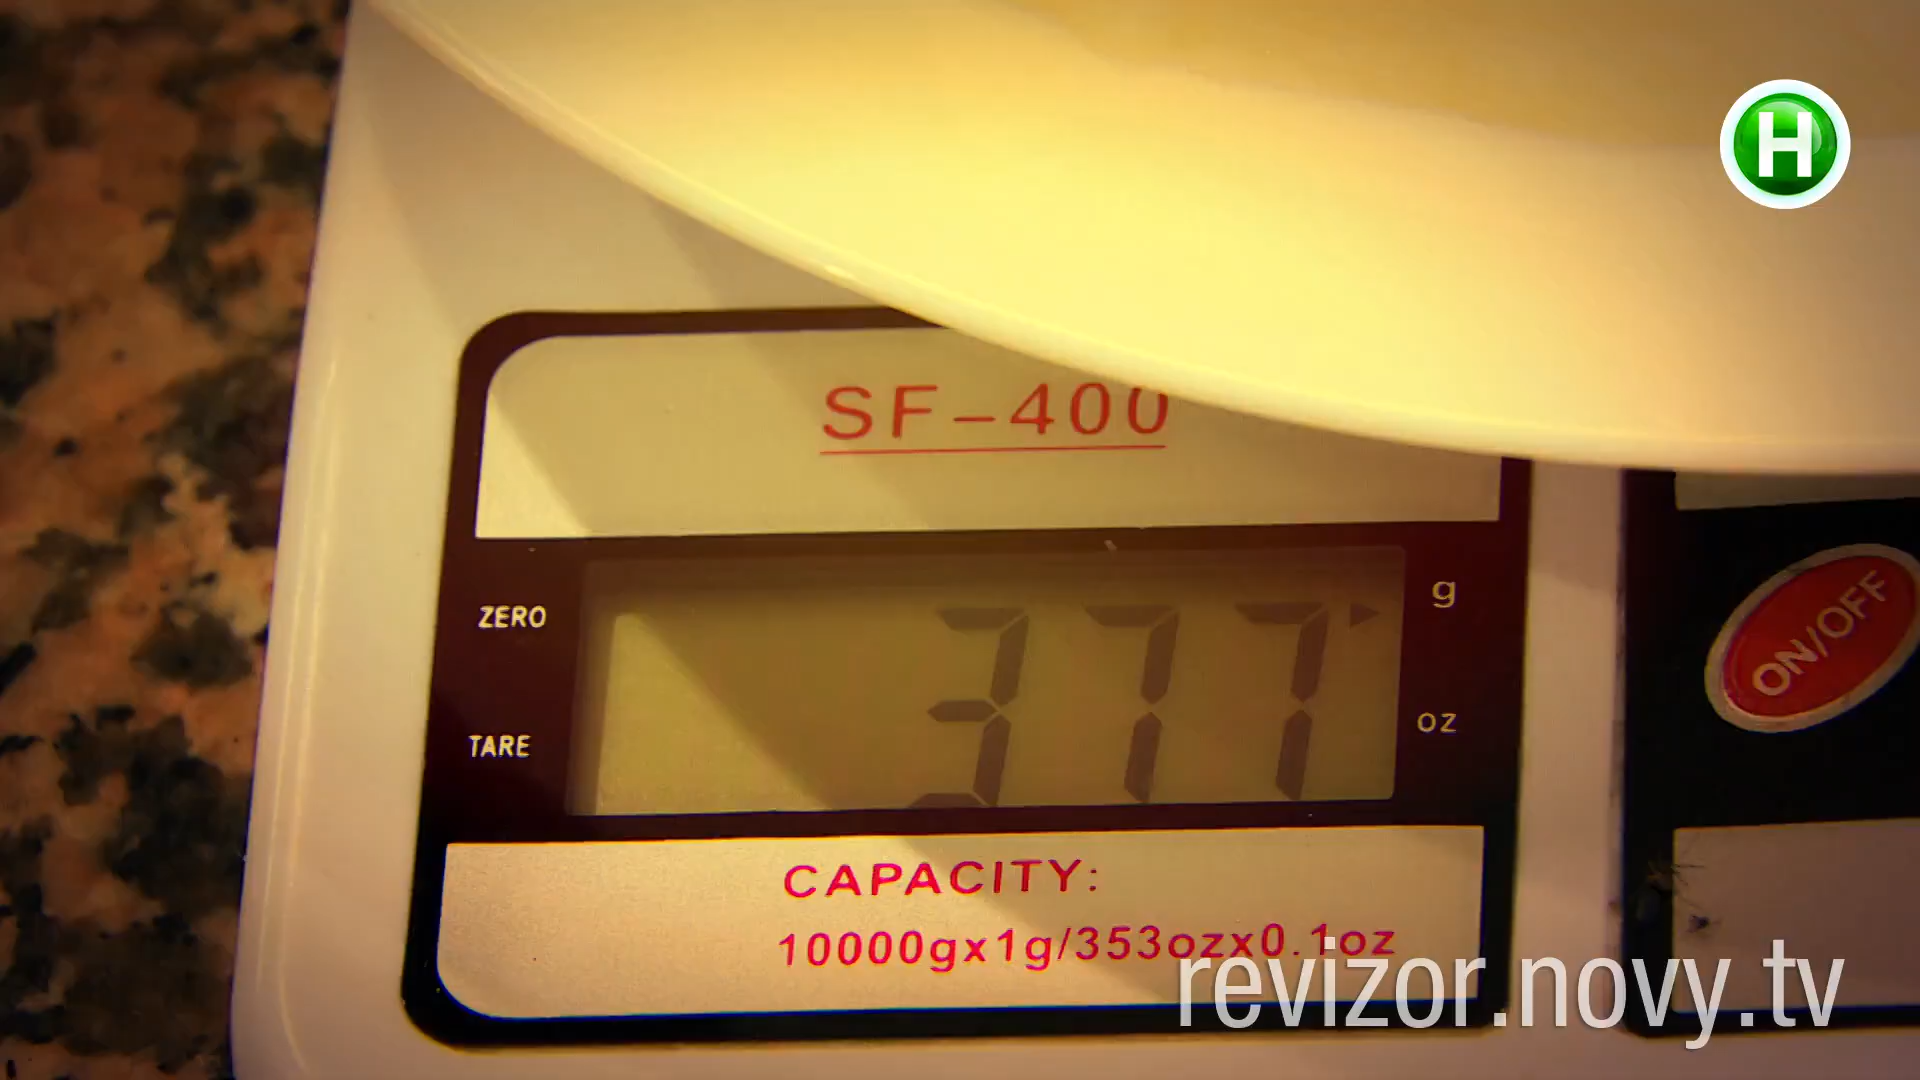 H
SF-400
ZERO
g
377
TARE
oz
ON/OFF
CAPACITY:
10000gx1g/353ozx0.1oz
revizor.novy.tv